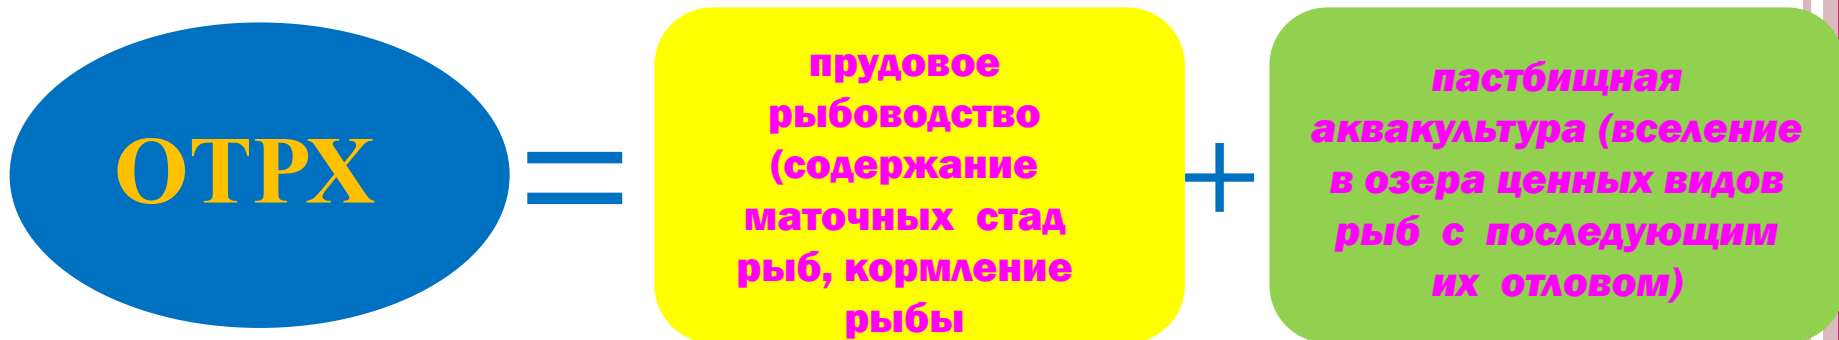 ОТРХ
=
прудовое
рыбоводство
(содержание
маточных стад
рыб, кормление
рыбы
+
пастбищная
аквакультура (вселение
в озера ценных видов
рыб с последующим
их отловом)